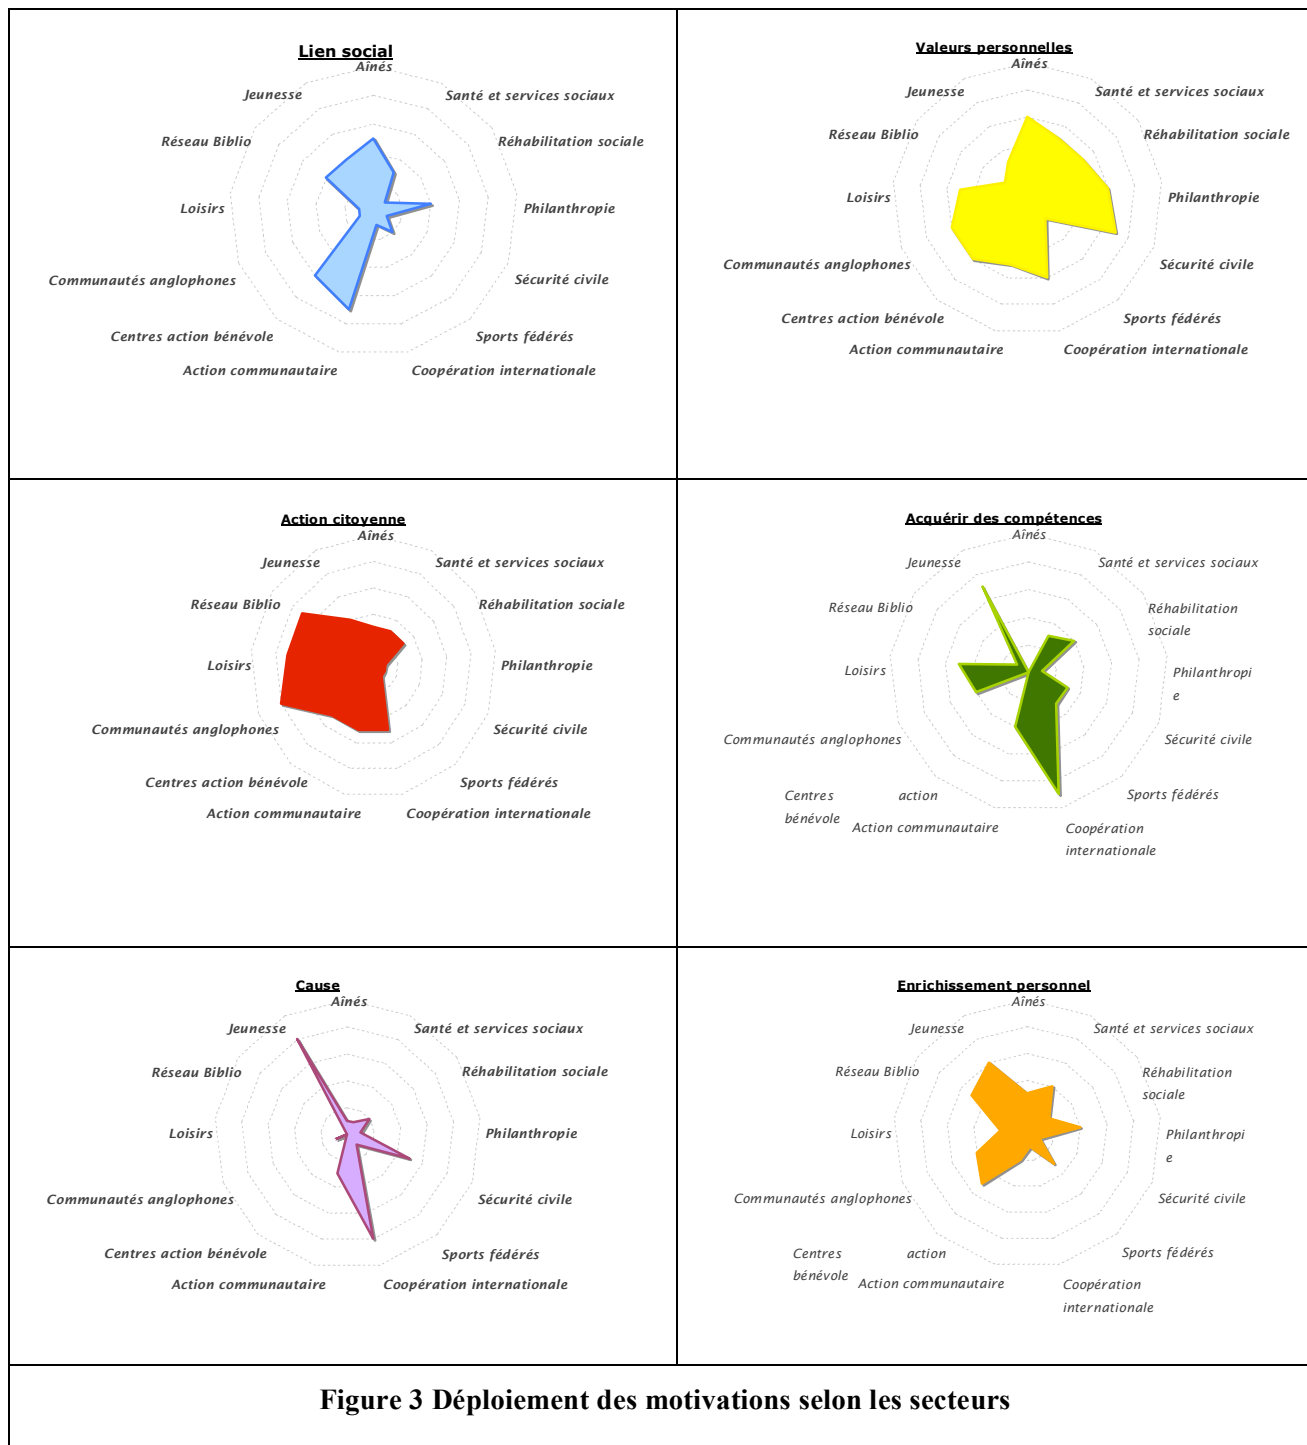 Lien social
Aînés
Jeunesse
Santé et services sociaux
Réseau Biblio
Réhabilitation sociale
Loisirs
Philanthropie
Communautés anglophones
Sécurité civile
Centres action bénévole
Sports fédérés
Action communautaire
Coopération internationale
Valeurs personnelles
Aînés
Jeunesse
Santé et services sociaux
Réseau Biblio
Réhabilitation sociale
Loisirs
Philanthropie
Communautés anglophones
Sécurité civile
Centres action bénévole
Sports fédérés
Action communautaire
Coopération internationale
Action citoyenne
Aînés
Jeunesse
Santé et services sociaux
Réseau Biblio
Réhabilitation sociale
Loisirs
Philanthropie
Communautés anglophones
Sécurité civile
Centres action bénévole
Sports fédérés
Action communautaire
Coopération internationale
Acquérir des compétences
Aînés
Jeunesse
Santé et services sociaux
Réseau Biblio
Réhabilitation
sociale
Loisirs
Philanthropi
e
Communautés anglophones
Sécurité civile
Centres action
bénévole
Sports fédérés
Action communautaire
Coopération
internationale
Cause
Aînés
Jeunesse
Santé et services sociaux
Réseau Biblio
Réhabilitation sociale
Loisirs
Philanthropie
Communautés anglophones
Sécurité civile
Centres action bénévole
Sports fédérés
Action communautaire
Coopération internationale
Enrichissement personnel
Aînés
Jeunesse
Santé et services sociaux
Réseau Biblio
Réhabilitation
sociale
Loisirs
Philanthropi
e
Communautés anglophones
Sécurité civile
Centres action
bénévole
Sports fédérés
Action communautaire
Coopération
internationale
Figure 3 Déploiement des motivations selon les secteurs